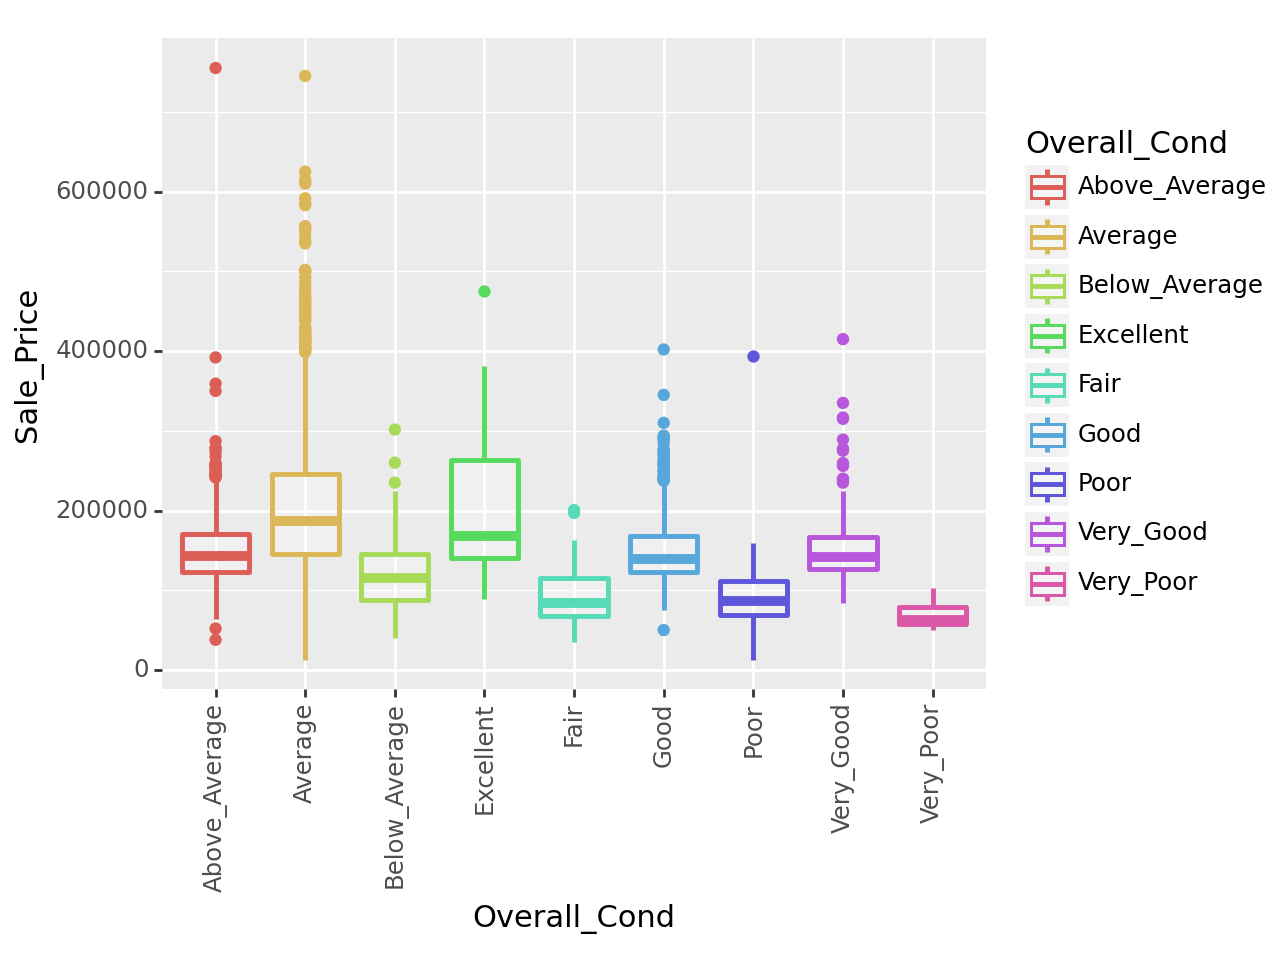 Sale_Price
600000
400000
200000
0
Above_Average
Average
Below_Average
Excellent
Fair
Good
Poor
Very_Good
Very_Poor
Overall_Cond
Overall_Cond
Above_Average
Average
Below_Average
Excellent
Fair
Good
Poor
Very_Good
Very_Poor